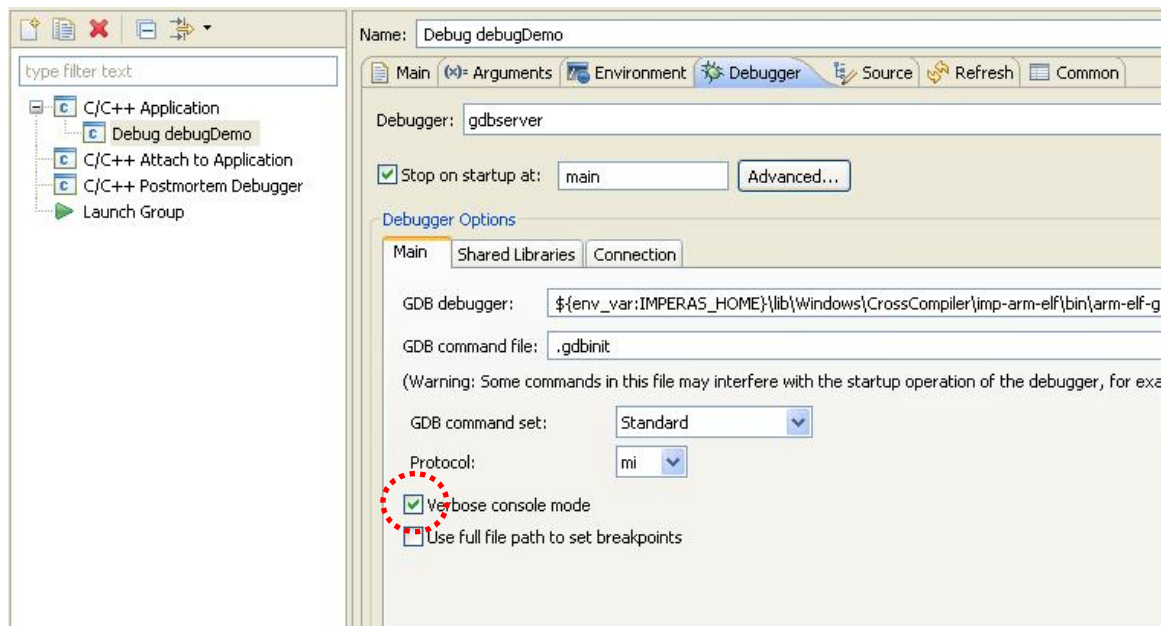 Name: Debug debugDemo
type filter text
C/C++ Application
Debug debugDemo
C/C++ Attach to Application
C/C++ Postmortem Debugger
Launch Group
Main (x)= Arguments Environment Debugger Source Refresh Common
Debugger: gdbserver
Stop on startup at: main Advanced...
Debugger Options
Main Shared Libraries Connection
GDB debugger: ${env_var:IMPERAS_HOME}\lib\Windows\CrossCompiler\imp-arm-elf\bin\arm-elf-g
GDB command file: .gdbinit
(Warning: Some commands in this file may interfere with the startup operation of the debugger, for exa
GDB command set: Standard
Protocol: mi
Verbose console mode
Use full file path to set breakpoints